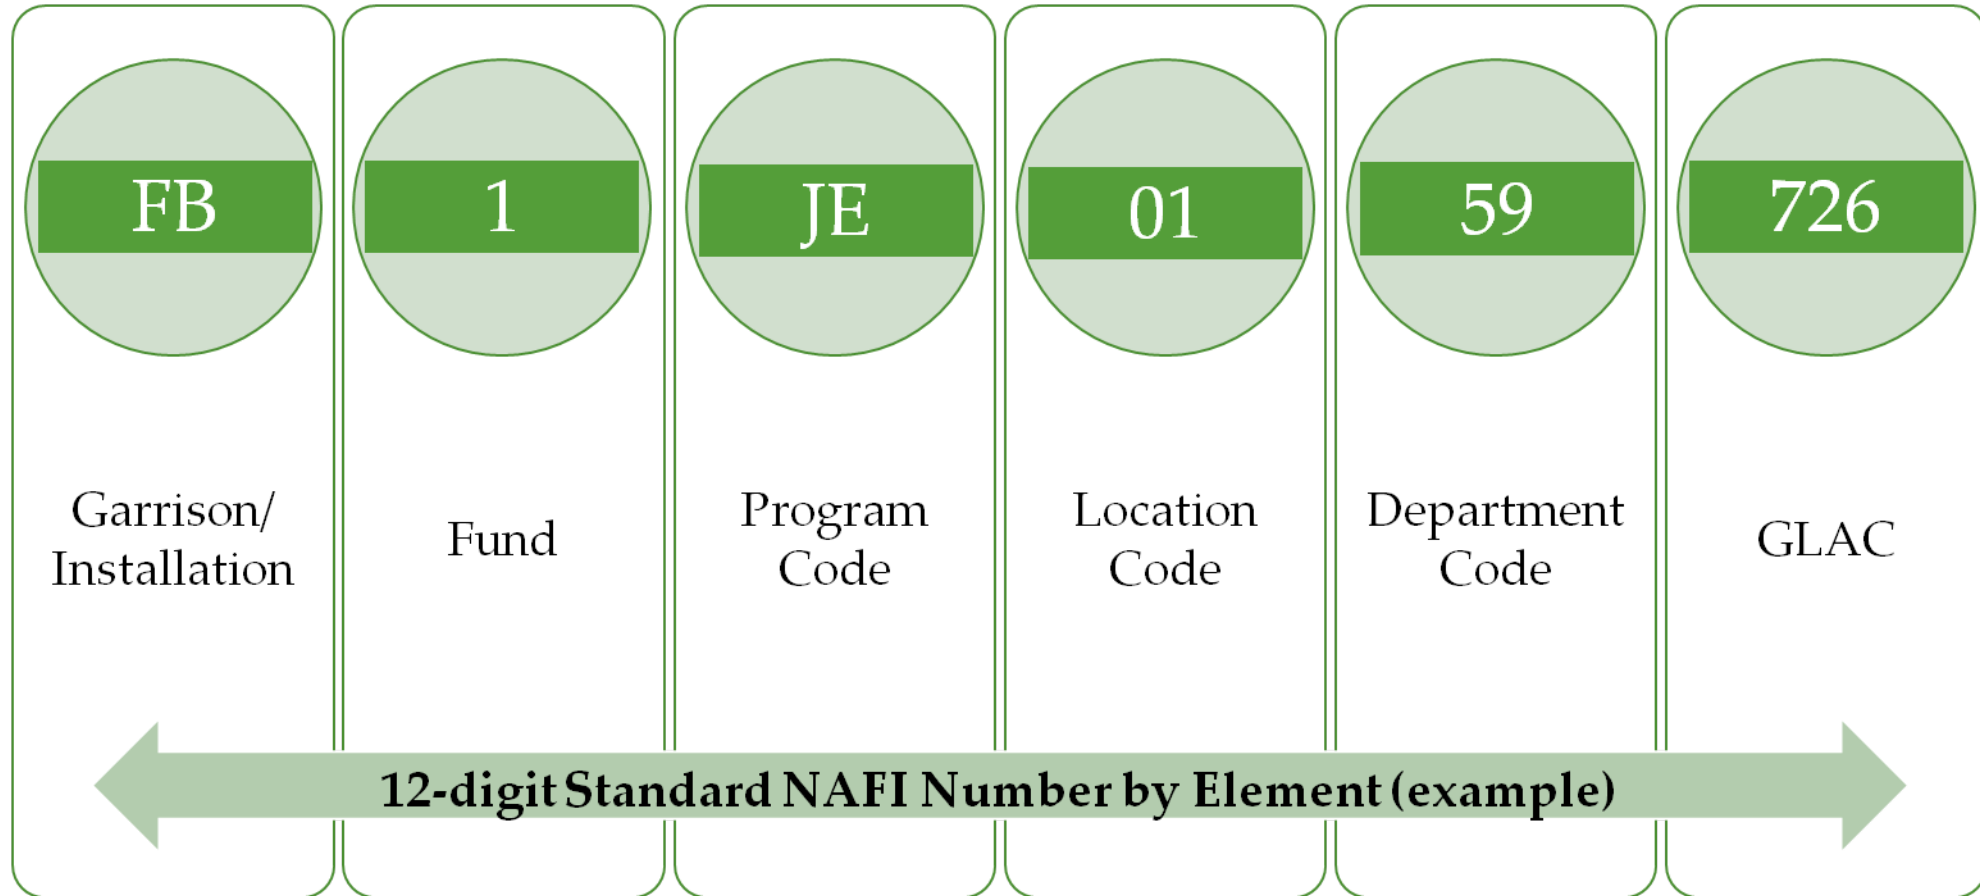 FB
1
JE
01
59
726
Garrison/
Installation
Fund
Program
Code
Location
Code
Department
Code
GLAC
12-digit Standard NAFI Number by Element (example)